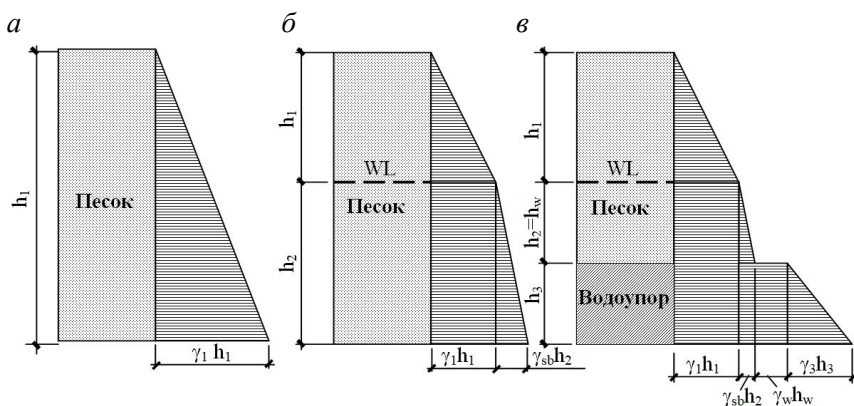 а
h₁
Песок
γ₁ h₁
б
h₁
WL
Песок
h₂
γ₁h₁
γsbh₂
в
h₁
WL
h₂=hw
Песок
h₃
Водоупор
γ₁h₁
γsbh₂
γwhw
γ₃h₃